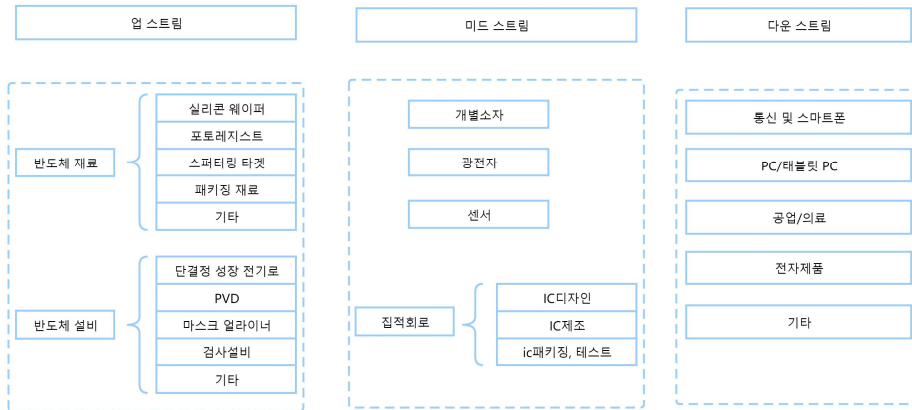 업 스트림
미드 스트림
다운 스트림
반도체 재료
실리콘 웨이퍼
포토레지스트
스퍼티링 타겟
패키징 재료
기타
반도체 설비
단결정 성장 전기로
PVD
마스크 얼라이너
검사설비
기타
개별소자
광전자
센서
집적회로
IC디자인
IC제조
ic패키징, 테스트
통신 및 스마트폰
PC/태블릿 PC
공업/의료
전자제품
기타